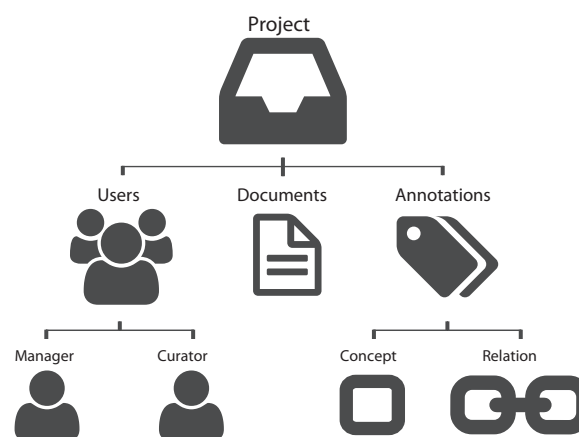 Project
Users Documents Annotations
Manager Curator Concept Relation